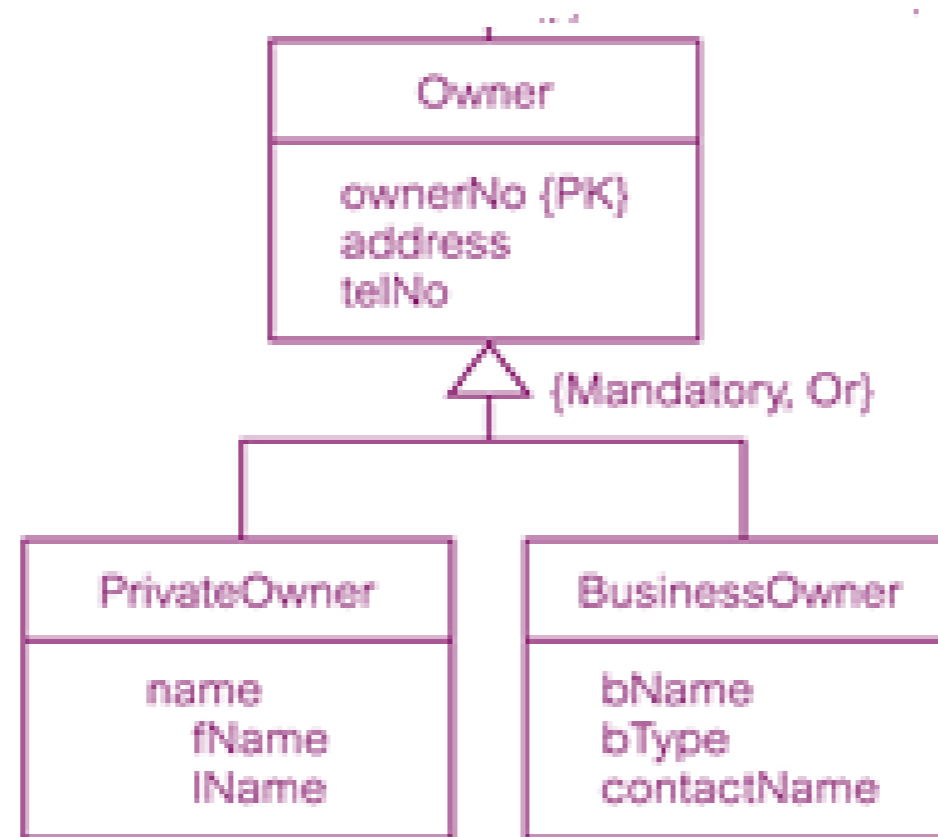 Owner
ownerNo {PK}
address
telNo
{Mandatory, Or}
PrivateOwner
name
fName
lName
BusinessOwner
bName
bType
contactName